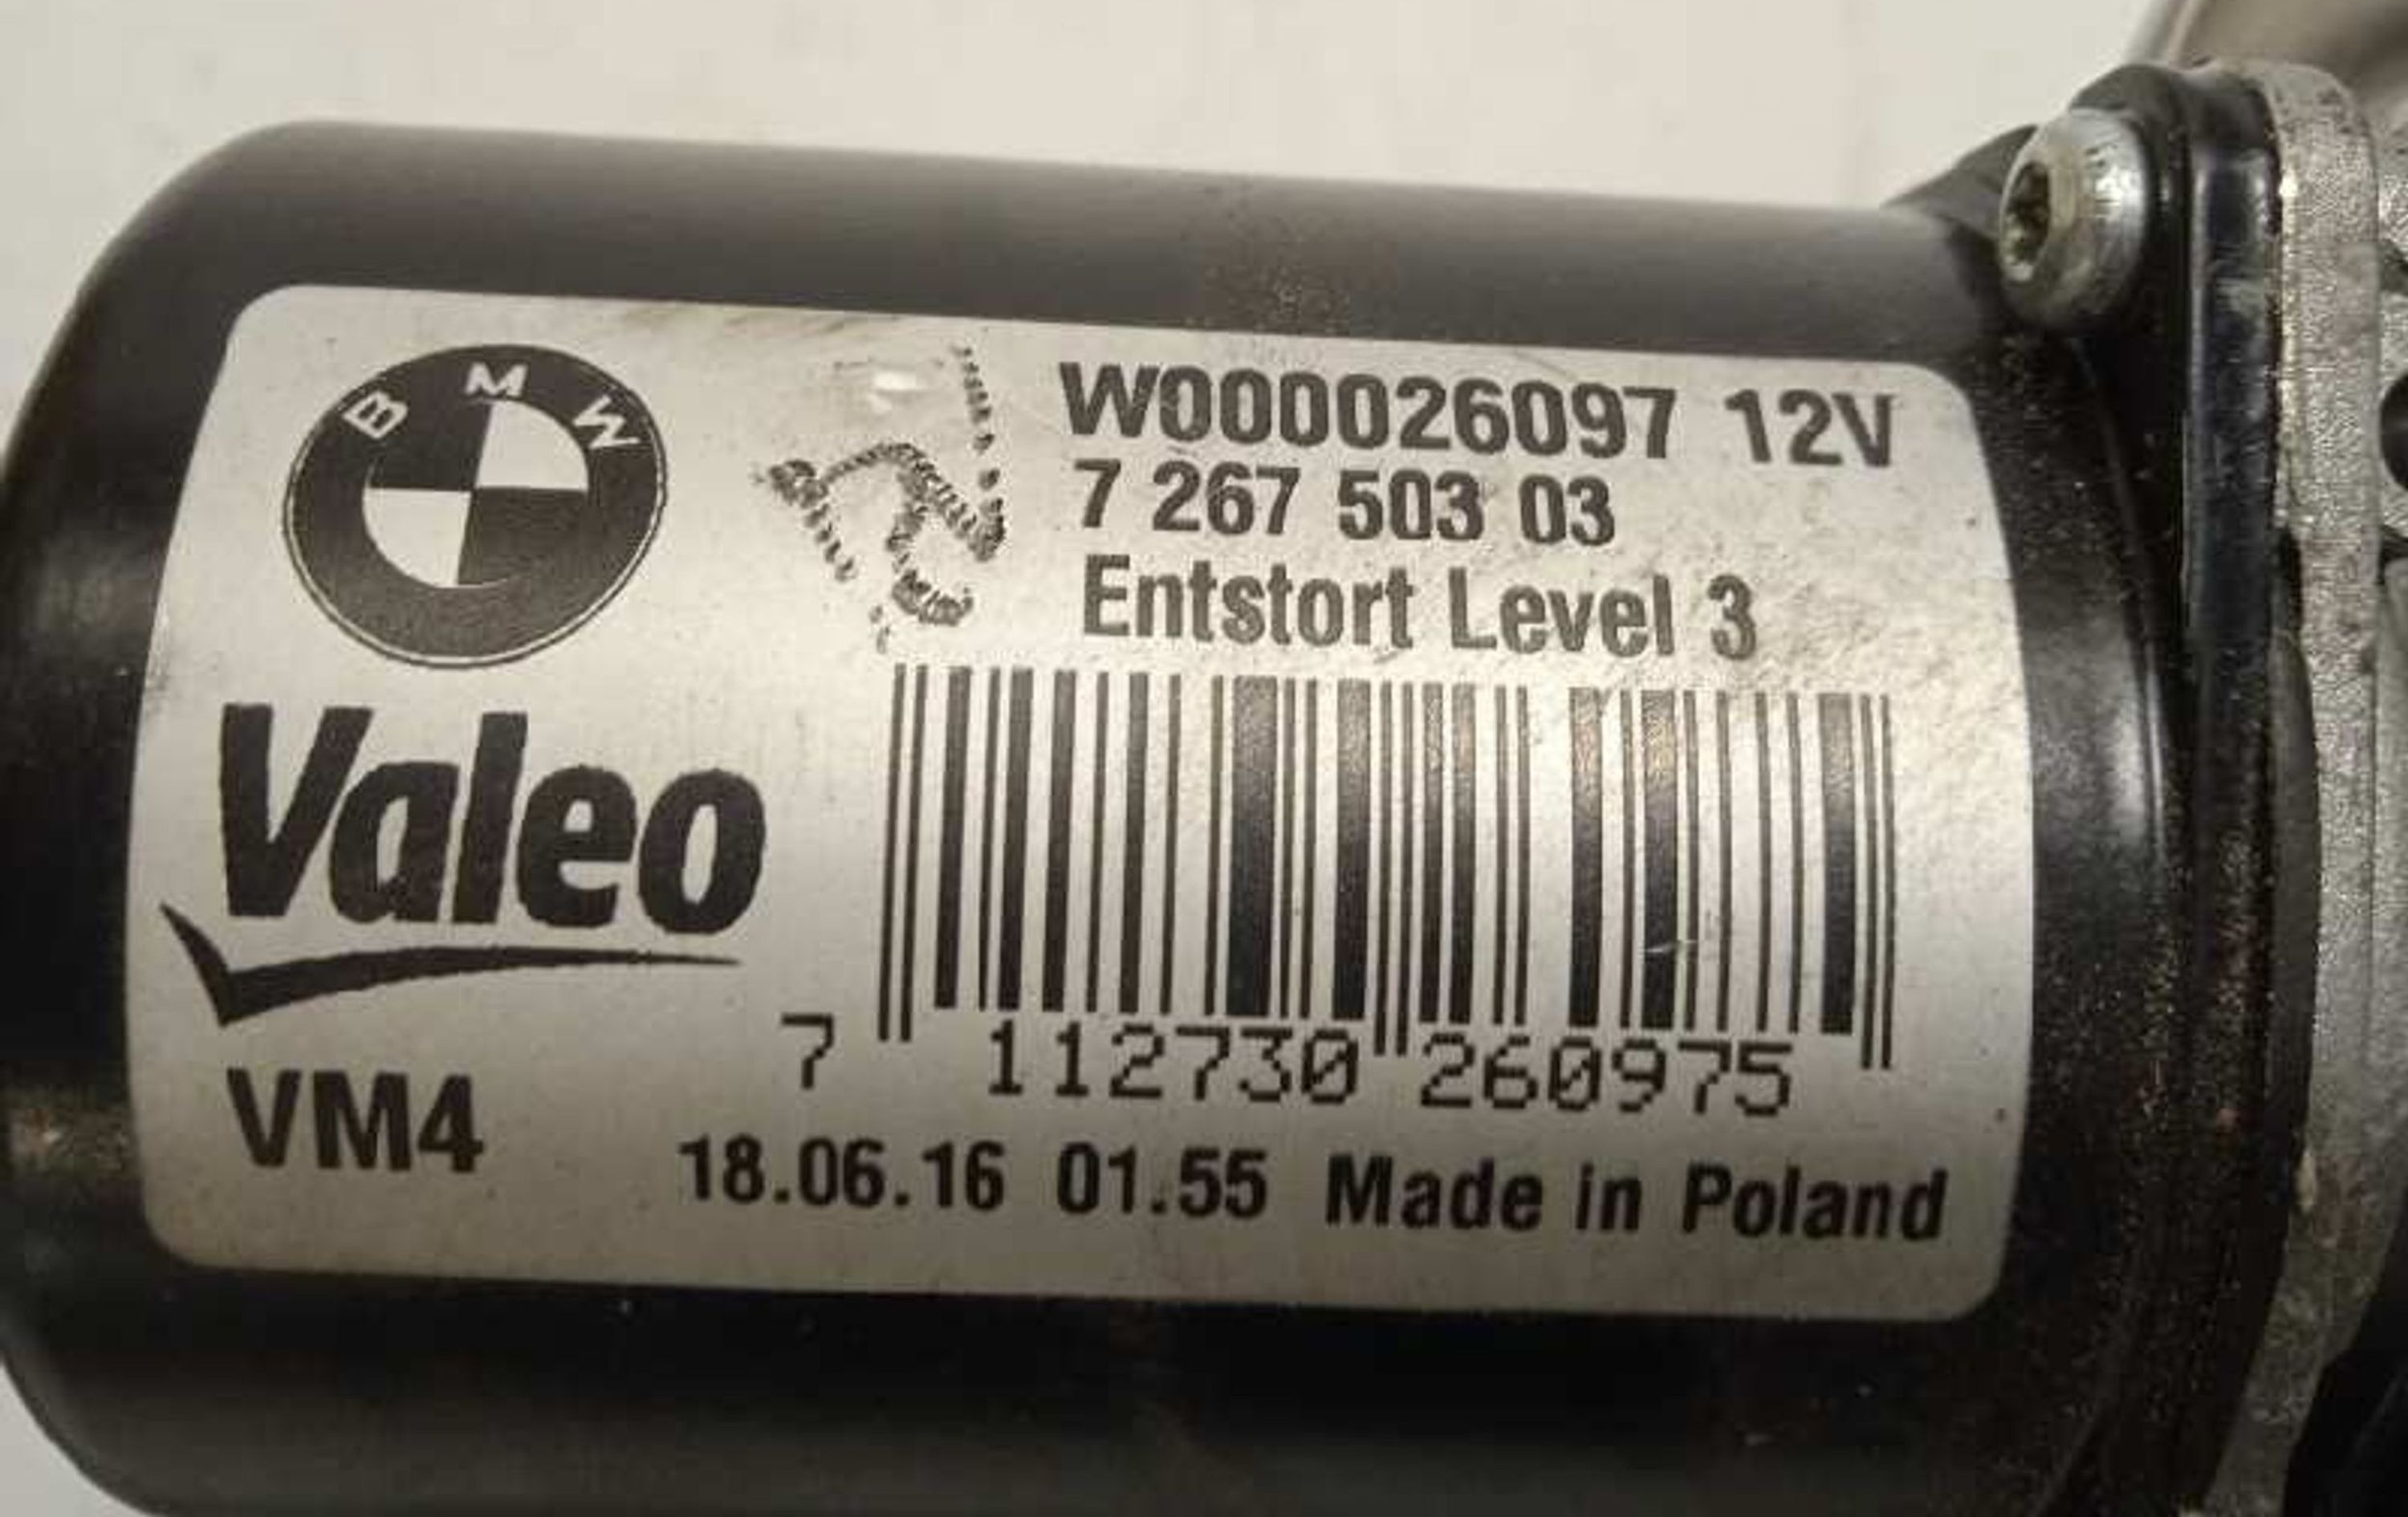 BMW
W000026097 12V
7 267 503 03
Entstort Level 3
Valeo
7 112730 260975
VM4
18.06.16 01.55 Made in Poland